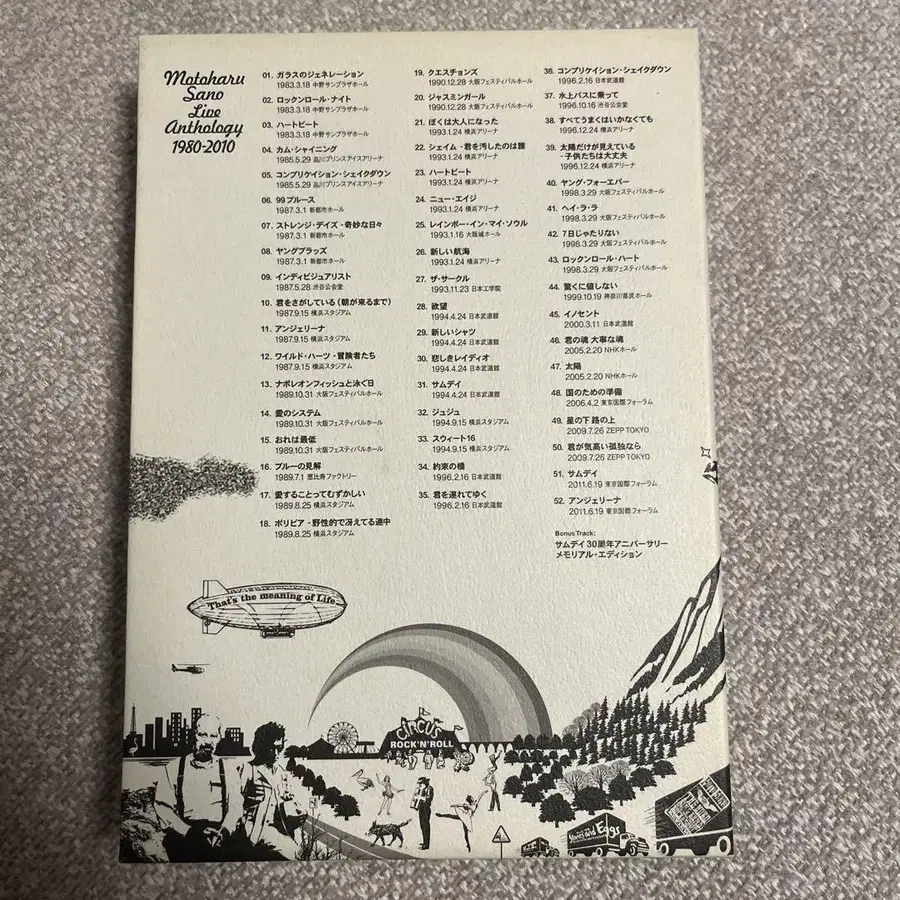 Motoharu
Sano
Live
Anthology
1980-2010
01. ガラスのジェネレーション
1983.3.18 中野サンプラザホール
02. ロックンロール・ナイト
1983.3.18 中野サンプラザホール
03. ハートビート
1983.3.18 中野サンプラザホール
04. カム・シャイニング
1985.5.29 品川プリンスアイスアリーナ
05. コンプリケイション・シェイクダウン
1985.5.29 品川プリンスアイスアリーナ
06. 99ブルース
1987.3.1 新都市ホール
07. ストレンジ・デイズ - 奇妙な日々
1987.3.1 新都市ホール
08. ヤングブラッズ
1987.3.1 新都市ホール
09. インディビジュアリスト
1987.5.28 渋谷公会堂
10. 君をさがしている（朝が来るまで）
1987.9.15 横浜スタジアム
11. アンジェリーナ
1987.9.15 横浜スタジアム
12. ワイルド・ハーツ - 冒険者たち
1987.9.15 横浜スタジアム
13. ナポレオンフィッシュと泳ぐ日
1989.10.31 大阪フェスティバルホール
14. 愛のシステム
1989.10.31 大阪フェスティバルホール
15. おれは最低
1989.10.31 大阪フェスティバルホール
16. ブルーの見解
1989.7.1 恵比寿ファクトリー
17. 愛することってむずかしい
1989.8.25 横浜スタジアム
18. ボリビア - 野性的で冴えてる連中
1989.8.25 横浜スタジアム
19. クエスチョンズ
1990.12.28 大阪フェスティバルホール
20. ジャスミンガール
1990.12.28 大阪フェスティバルホール
21. ぼくは大人になった
1993.1.24 横浜アリーナ
22. シェイム - 君を汚したのは誰
1993.1.24 横浜アリーナ
23. ハートビート
1993.1.24 横浜アリーナ
24. ニュー・エイジ
1993.1.24 横浜アリーナ
25. レインボー・イン・マイ・ソウル
1993.1.16 大阪城ホール
26. 新しい航海
1993.1.24 横浜アリーナ
27. ザ・サークル
1993.11.23 日本工学院
28. 欲望
1994.4.24 日本武道館
29. 新しいシャツ
1994.4.24 日本武道館
30. 悲しきレイディオ
1994.4.24 日本武道館
31. サムデイ
1994.4.24 日本武道館
32. ジュジュ
1994.9.15 横浜スタジアム
33. スウィート16
1994.9.15 横浜スタジアム
34. 約束の橋
1996.2.16 日本武道館
35. 君を連れてゆく
1996.2.16 日本武道館
36. コンプリケイション・シェイクダウン
1996.2.16 日本武道館
37. 水上バスに乗って
1996.10.16 渋谷公会堂
38. すべてうまくはいかなくても
1996.12.24 横浜アリーナ
39. 太陽だけが見えている
- 子供たちは大丈夫
1996.12.24 横浜アリーナ
40. ヤング・フォーエバー
1998.3.29 大阪フェスティバルホール
41. ヘイ・ラ・ラ
1998.3.29 大阪フェスティバルホール
42. 7日じゃたりない
1998.3.29 大阪フェスティバルホール
43. ロックンロール・ハート
1998.3.29 大阪フェスティバルホール
44. 驚くに値しない
1999.10.19 神奈川県民ホール
45. イノセント
2000.3.11 日本武道館
46. 君の魂 大事な魂
2005.2.20 NHKホール
47. 太陽
2005.2.20 NHKホール
48. 国のための準備
2006.4.2 東京国際フォーラム
49. 星の下 路の上
2009.7.26 ZEPP TOKYO
50. 君が気高い孤独なら
2009.7.26 ZEPP TOKYO
51. サムデイ
2011.6.19 東京国際フォーラム
52. アンジェリーナ
2011.6.19 東京国際フォーラム
Bonus Track:
サムデイ 30周年アニバーサリー
メモリアル・エディション
That's the meaning of Life
CIRCUS
ROCK'N'ROLL
Stones and Eggs